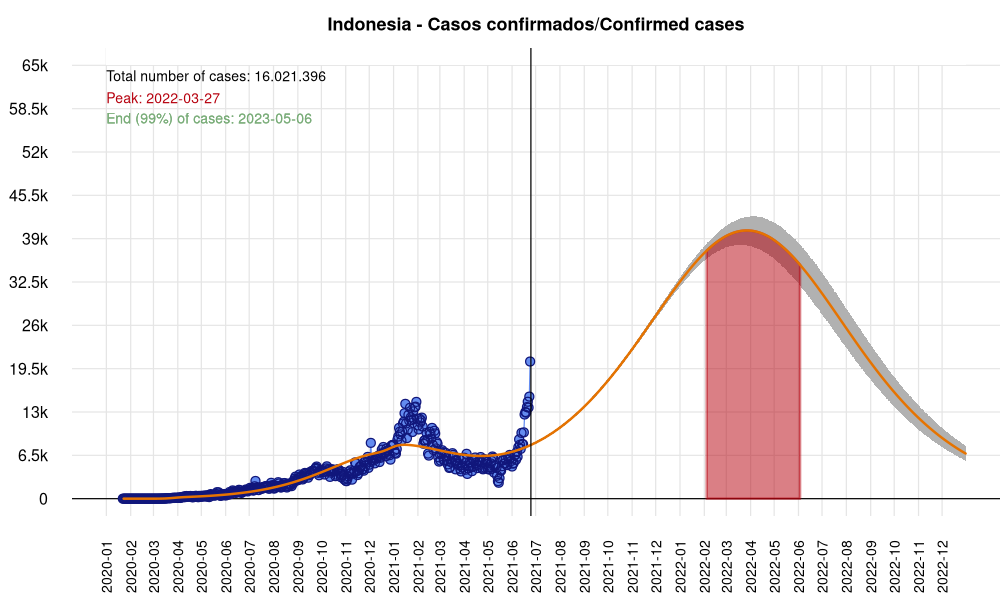 Indonesia - Casos confirmados/Confirmed cases
65k
Total number of cases: 16.021.396
Peak: 2022-03-27
58.5k
End (99%) of cases: 2023-05-06
52k
45.5k
39k
32.5k
26k
19.5k
13k
6.5k
0
2020-01
2020-02
2020-03
2020-04
2020-05
2020-06
2020-07
2020-08
2020-09
2020-10
2020-11
2020-12
2021-01
2021-02
2021-03
2021-04
2021-05
2021-06
2021-07
2021-08
2021-09
2021-10
2021-11
2021-12
2022-01
2022-02
2022-03
2022-04
2022-05
2022-06
2022-07
2022-08
2022-09
2022-10
2022-11
2022-12